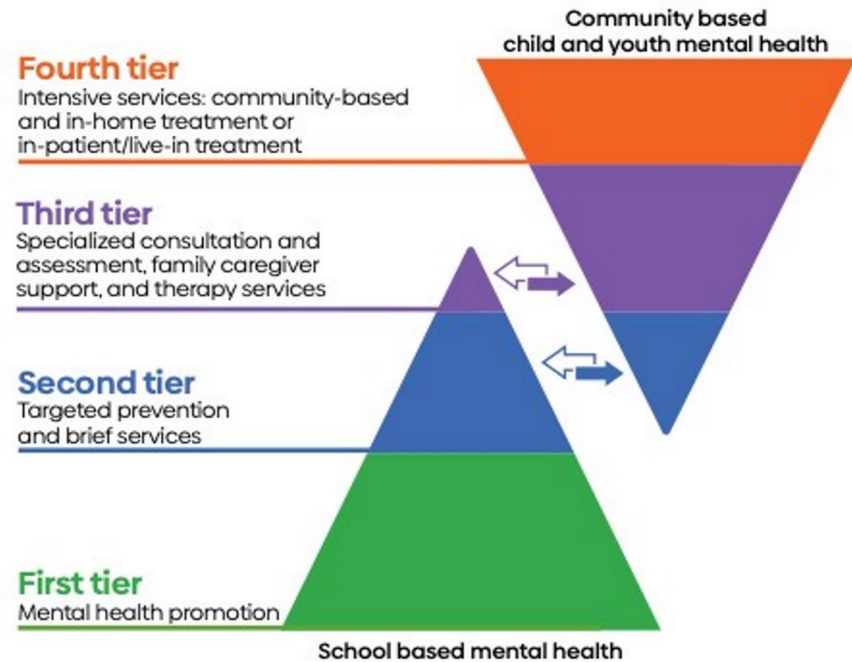 Community based
child and youth mental health
Fourth tier
Intensive services: community-based
and in-home treatment or
in-patient/live-in treatment
Third tier
Specialized consultation and
assessment, family caregiver
support, and therapy services
Second tier
Targeted prevention
and brief services
First tier
Mental health promotion
School based mental health